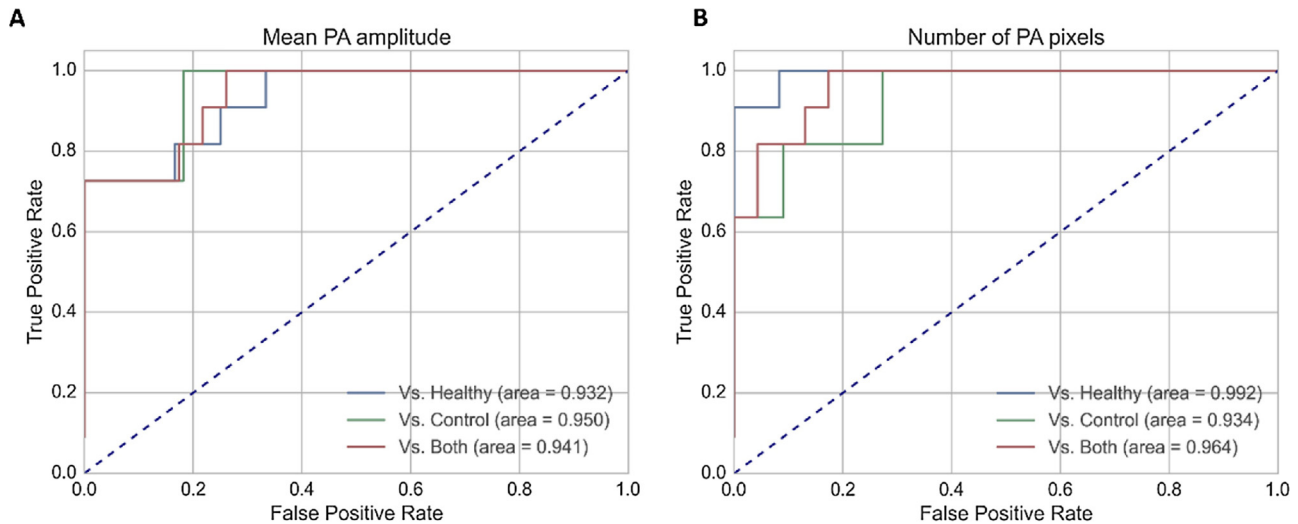 A
Mean PA amplitude
True Positive Rate
1.0
0.8
0.6
0.4
0.2
0.0
Vs. Healthy (area = 0.932)
Vs. Control (area = 0.950)
Vs. Both (area = 0.941)
0.0 0.2 0.4 0.6 0.8 1.0
False Positive Rate
B
Number of PA pixels
True Positive Rate
1.0
0.8
0.6
0.4
0.2
0.0
Vs. Healthy (area = 0.992)
Vs. Control (area = 0.934)
Vs. Both (area = 0.964)
0.0 0.2 0.4 0.6 0.8 1.0
False Positive Rate